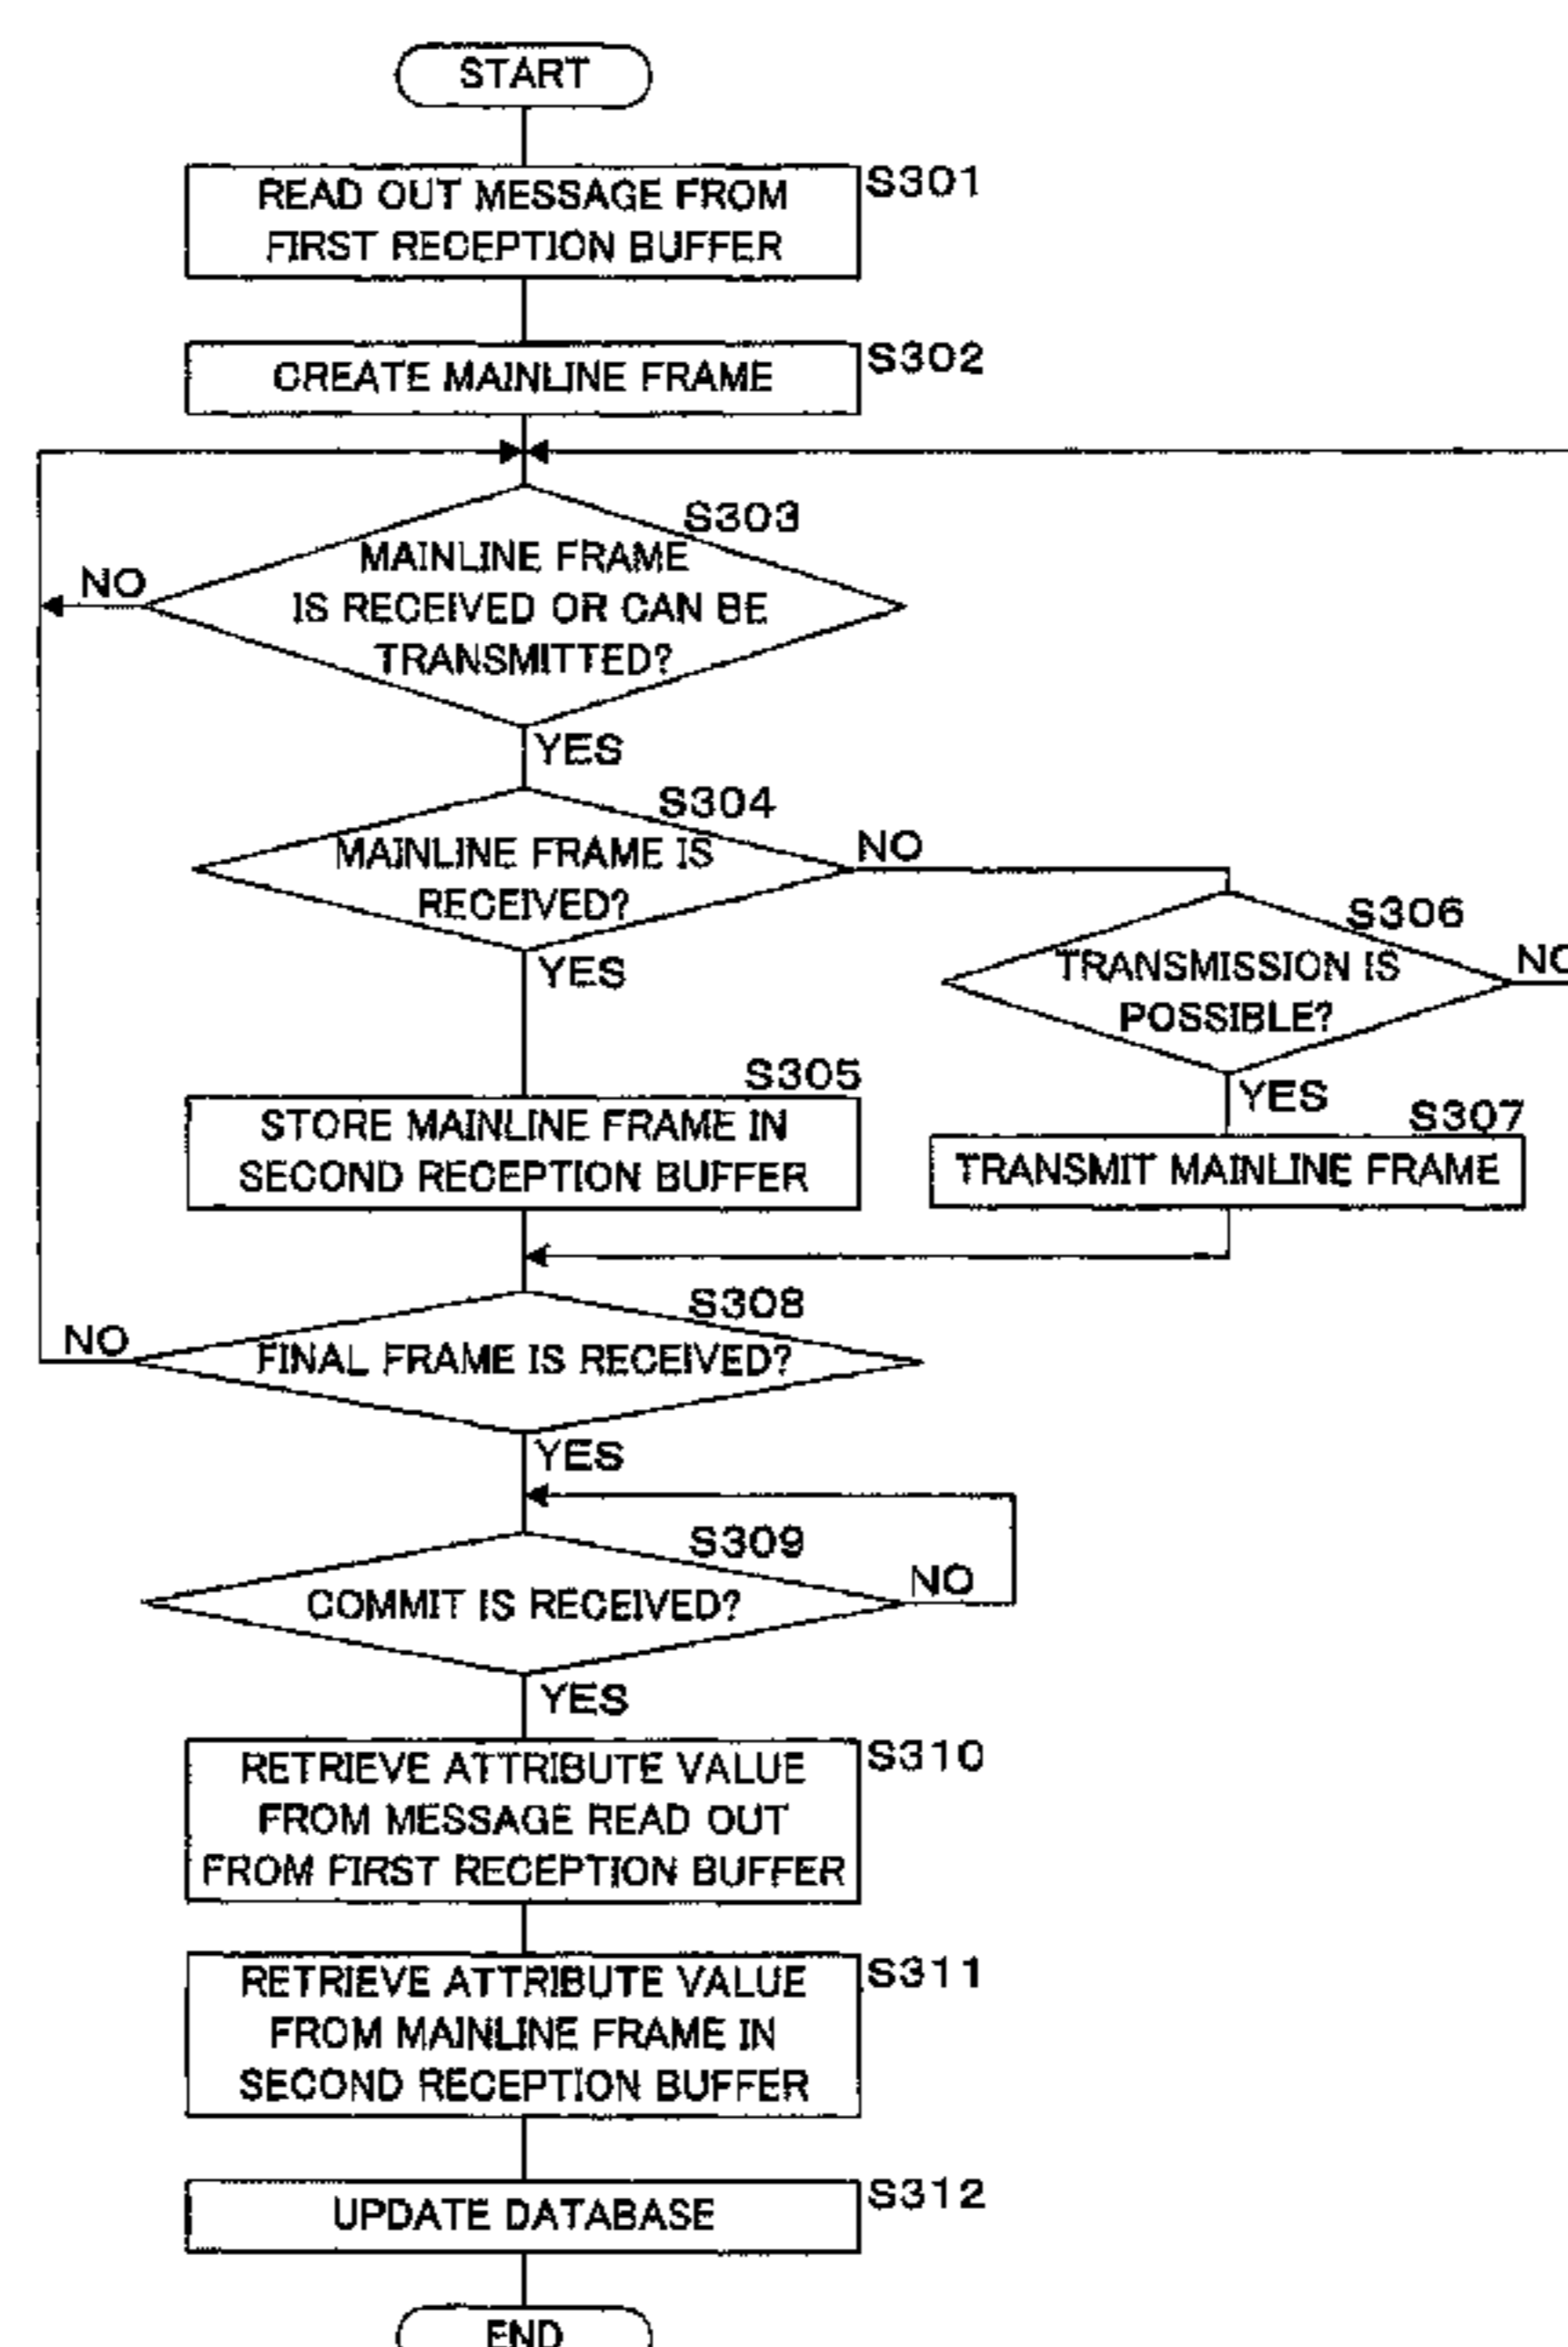 START
S301
READ OUT MESSAGE FROM
FIRST RECEPTION BUFFER
S302
CREATE MAINLINE FRAME
S303
MAINLINE FRAME
IS RECEIVED OR CAN BE
TRANSMITTED?
NO
YES
S304
MAINLINE FRAME IS
RECEIVED?
NO
YES
S306
TRANSMISSION IS
POSSIBLE?
NO
YES
S305
STORE MAINLINE FRAME IN
SECOND RECEPTION BUFFER
S307
TRANSMIT MAINLINE FRAME
S308
FINAL FRAME IS RECEIVED?
NO
YES
S309
COMMIT IS RECEIVED?
NO
YES
S310
RETRIEVE ATTRIBUTE VALUE
FROM MESSAGE READ OUT
FROM FIRST RECEPTION BUFFER
S311
RETRIEVE ATTRIBUTE VALUE
FROM MAINLINE FRAME IN
SECOND RECEPTION BUFFER
S312
UPDATE DATABASE
END